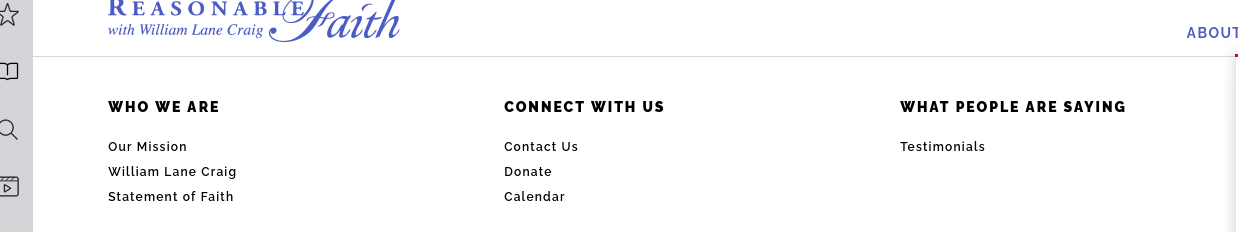 REASONABLE Faith
with William Lane Craig
ABOUT
WHO WE ARE
Our Mission
William Lane Craig
Statement of Faith
CONNECT WITH US
Contact Us
Donate
Calendar
WHAT PEOPLE ARE SAYING
Testimonials